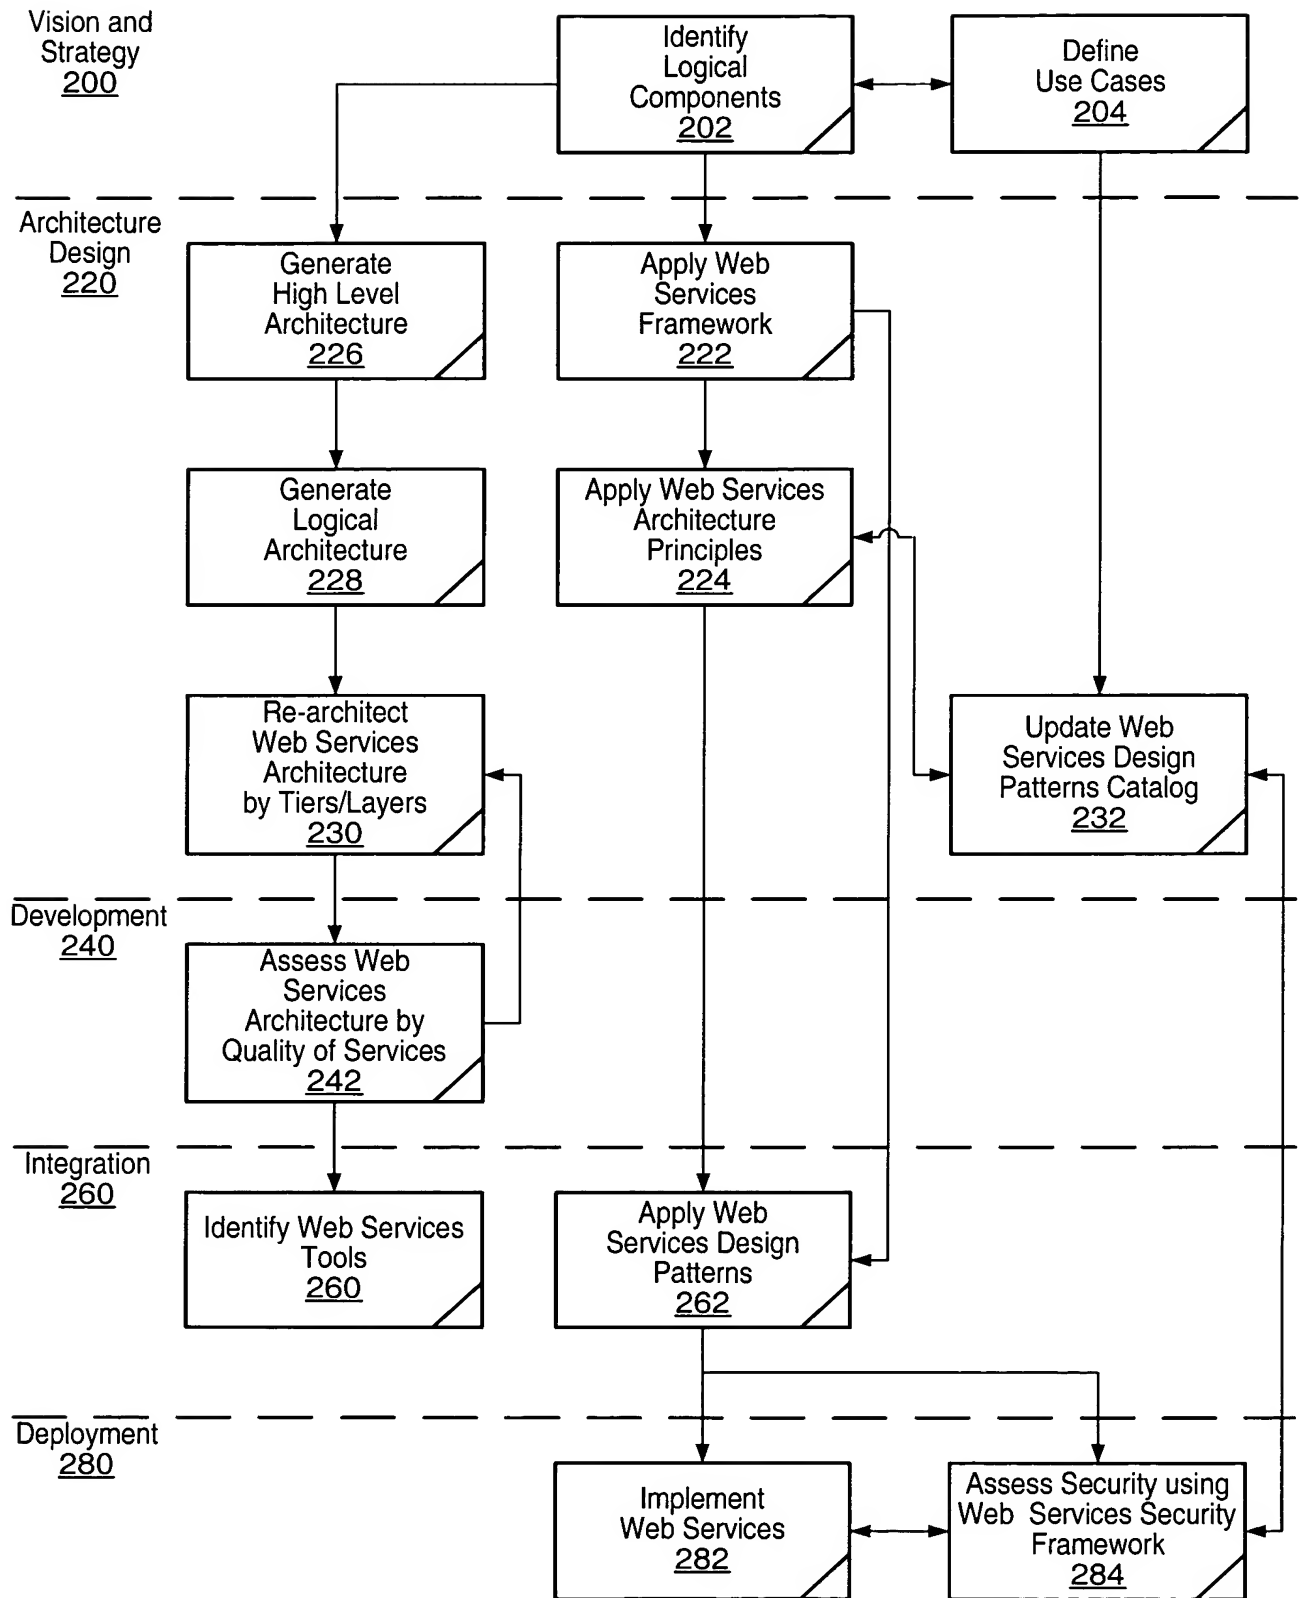 Vision and
Strategy
200
Identify
Logical
Components
202
Define
Use Cases
204
Architecture
Design
220
Generate
High Level
Architecture
226
Apply Web
Services
Framework
222
Generate
Logical
Architecture
228
Apply Web Services
Architecture
Principles
224
Re-architect
Web Services
Architecture
by Tiers/Layers
230
Update Web
Services Design
Patterns Catalog
232
Development
240
Assess Web
Services
Architecture by
Quality of Services
242
Integration
260
Identify Web Services
Tools
260
Apply Web
Services Design
Patterns
262
Deployment
280
Implement
Web Services
282
Assess Security using
Web Services Security
Framework
284